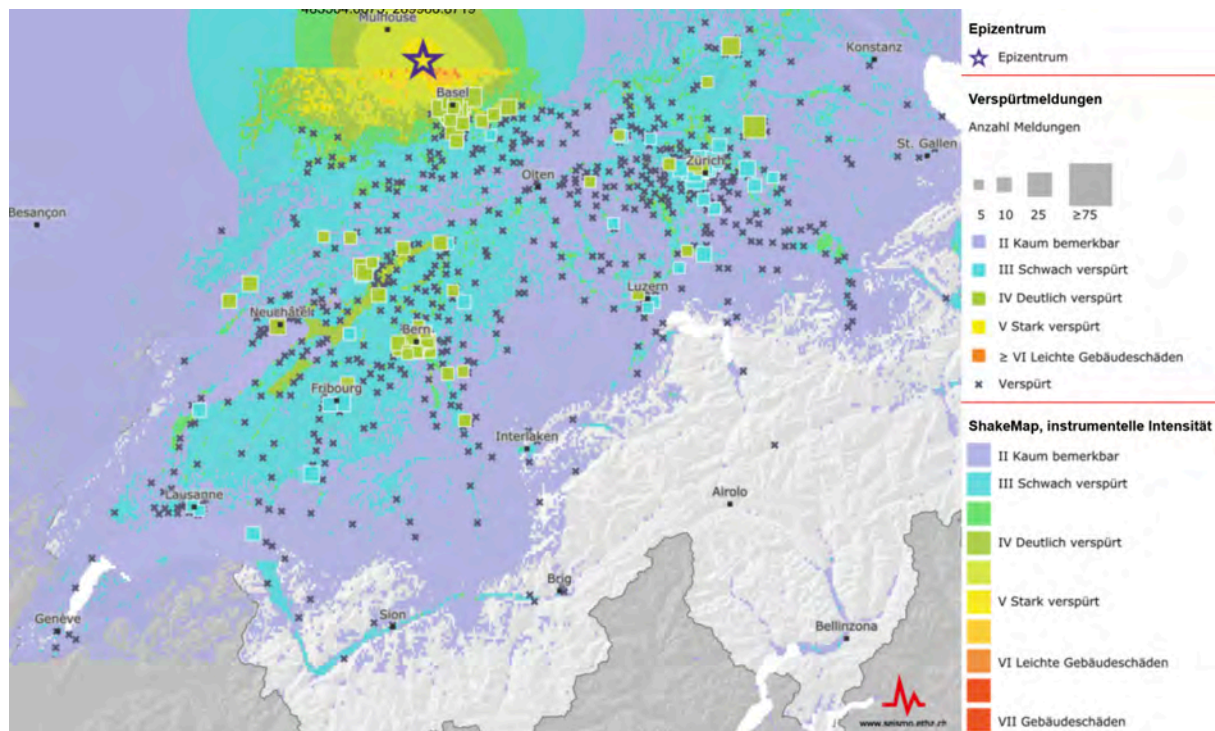 Mulhouse
Konstanz
Basel
St. Gallen
Zürich
Olten
Besançon
Luzern
Neuchâtel
Bern
Fribourg
Interlaken
Lausanne
Airolo
Brig
Genève
Sion
Bellinzona
www.seismo.ethz.ch
Epizentrum
Epizentrum
Verspürtmeldungen
Anzahl Meldungen
5 10 25 ≥75
II Kaum bemerkbar
III Schwach verspürt
IV Deutlich verspürt
V Stark verspürt
≥ VI Leichte Gebäudeschäden
Verspürt
ShakeMap, instrumentelle Intensität
II Kaum bemerkbar
III Schwach verspürt
IV Deutlich verspürt
V Stark verspürt
VI Leichte Gebäudeschäden
VII Gebäudeschäden